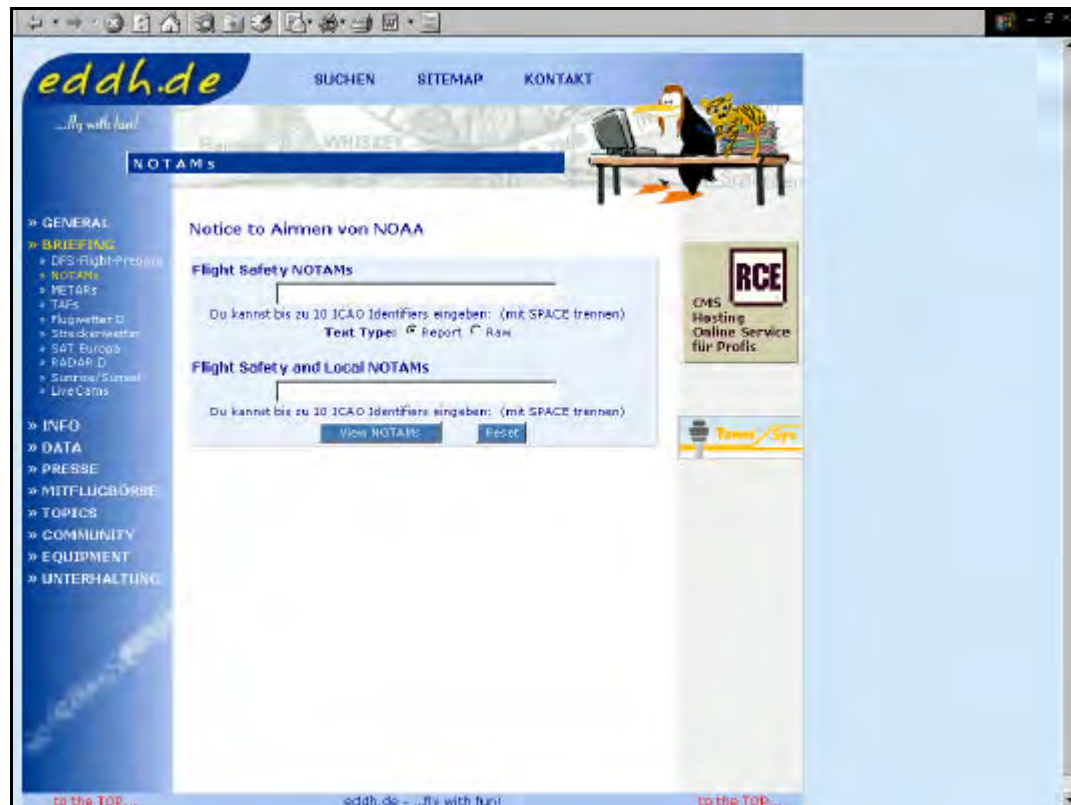 eddh.de
SUCHEN SITEMAP KONTAKT
...fly with fun!
WHISKEY
NOTAMs
» GENERAL
» BRIEFING
» DFS-Flight-Prepare
» NOTAMs
» METARs
» TAFs
» Flugwetter D
» Streckenwetter
» SAT Europa
» RADAR D
» Sunrise/Sunset
» LiveCams
» INFO
» DATA
» PRESSE
» MITFLUGBÖRSE
» TOPICS
» COMMUNITY
» EQUIPMENT
» UNTERHALTUNG
Notice to Airmen von NOAA
Flight Safety NOTAMs
Du kannst bis zu 10 ICAO Identifiers eingeben: (mit SPACE trennen)
Text Type: Report Raw
Flight Safety and Local NOTAMs
Du kannst bis zu 10 ICAO Identifiers eingeben: (mit SPACE trennen)
View NOTAMs Reset
RCE
CMS
Hosting
Online Service
für Profis
Tower/Sys
to the TOP... eddh.de - ...fly with fun! to the TOP...